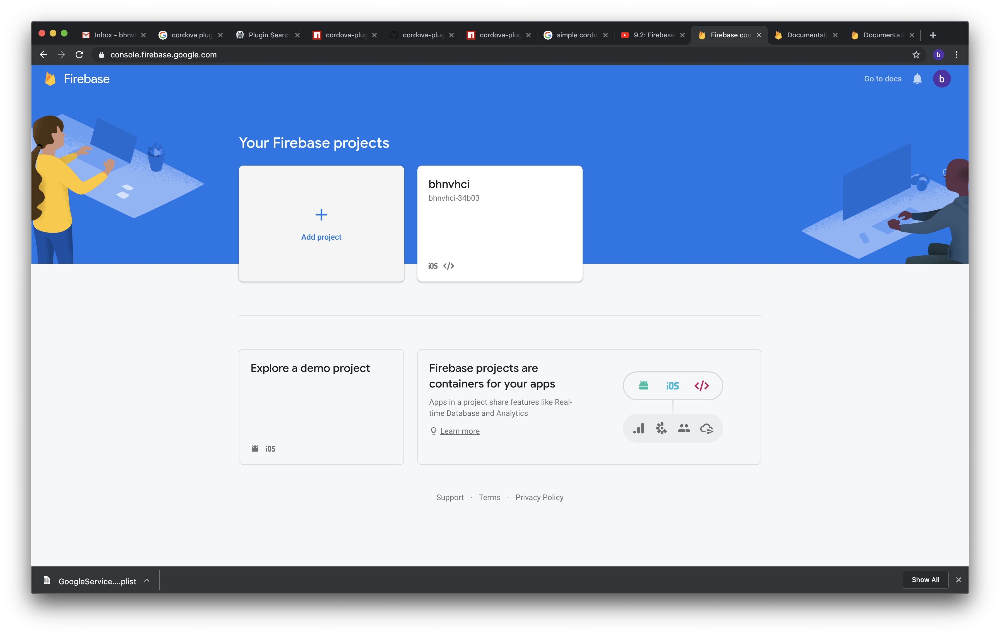 Inbox - bhnvl
cordova plug
Plugin Search
cordova-plug
cordova-plug
cordova-plug
simple cordo
9.2: Firebase
Firebase con
Documentati
Documentati
console.firebase.google.com
Firebase
Go to docs
b
b
Your Firebase projects
Add project
bhnvhci
bhnvhci-34b03
iOS </>
Explore a demo project
iOS
Firebase projects are
containers for your apps
Apps in a project share features like Real-
time Database and Analytics
Learn more
iOS </>
Support · Terms · Privacy Policy
GoogleService....plist
Show All